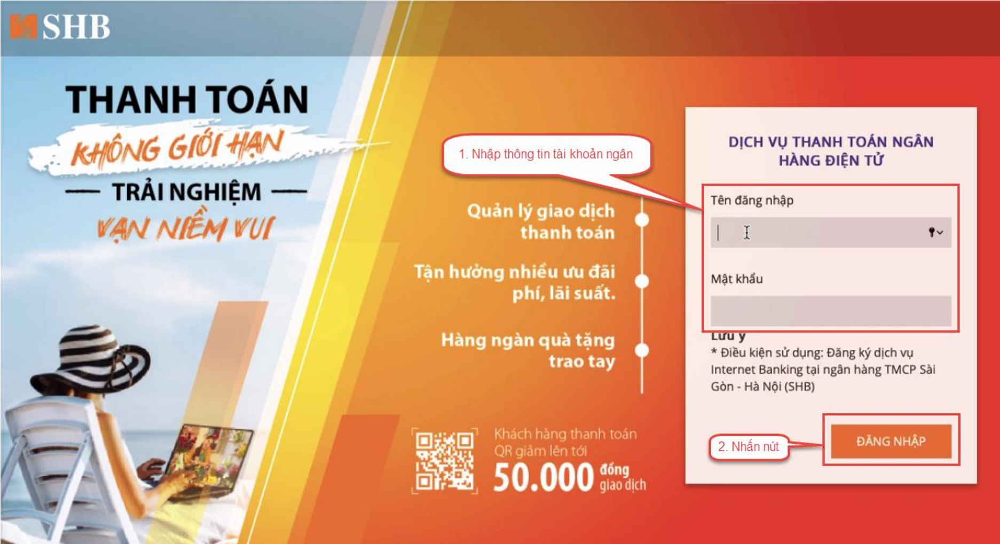 SHB
THANH TOÁN
KHÔNG GIỚI HẠN
TRẢI NGHIỆM
VẠN NIỀM VUI
1. Nhập thông tin tài khoản ngân
Quản lý giao dịch
thanh toán
Tận hưởng nhiều ưu đãi
phí, lãi suất.
Hàng ngàn quà tặng
trao tay
Khách hàng thanh toán
QR giảm lên tới
50.000 đồng
giao dịch
DỊCH VỤ THANH TOÁN NGÂN
HÀNG ĐIỆN TỬ
Tên đăng nhập
Mật khẩu
Lưu ý
* Điều kiện sử dụng: Đăng ký dịch vụ
Internet Banking tại ngân hàng TMCP Sài
Gòn - Hà Nội (SHB)
2. Nhấn nút
ĐĂNG NHẬP